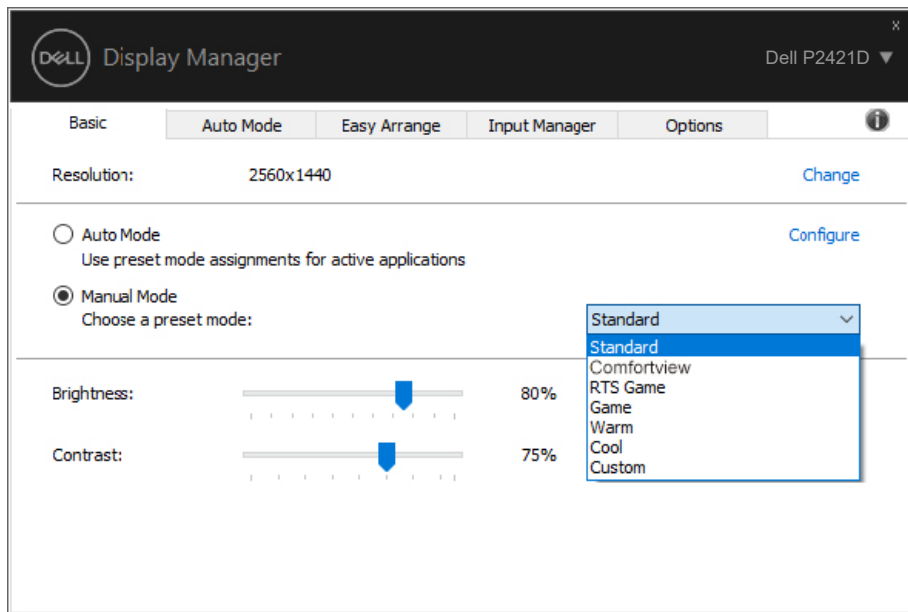 x
DELL Display Manager Dell P2421D ▼
Basic Auto Mode Easy Arrange Input Manager Options i
Resolution: 2560x1440 Change
Auto Mode Configure
Use preset mode assignments for active applications
Manual Mode
Choose a preset mode: Standard
Standard
Comfortview
RTS Game
Game
Warm
Cool
Custom
Brightness: 80%
Contrast: 75%